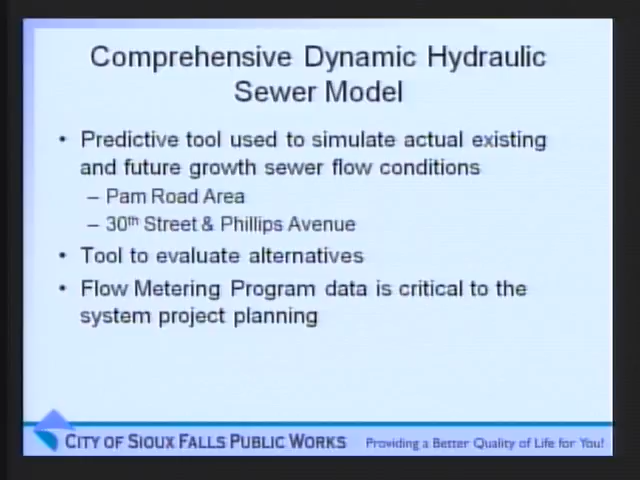 Comprehensive Dynamic Hydraulic
Sewer Model
• Predictive tool used to simulate actual existing
and future growth sewer flow conditions
– Pam Road Area
– 30th Street & Phillips Avenue
• Tool to evaluate alternatives
• Flow Metering Program data is critical to the
system project planning
CITY OF SIOUX FALLS PUBLIC WORKS Providing a Better Quality of Life for You!